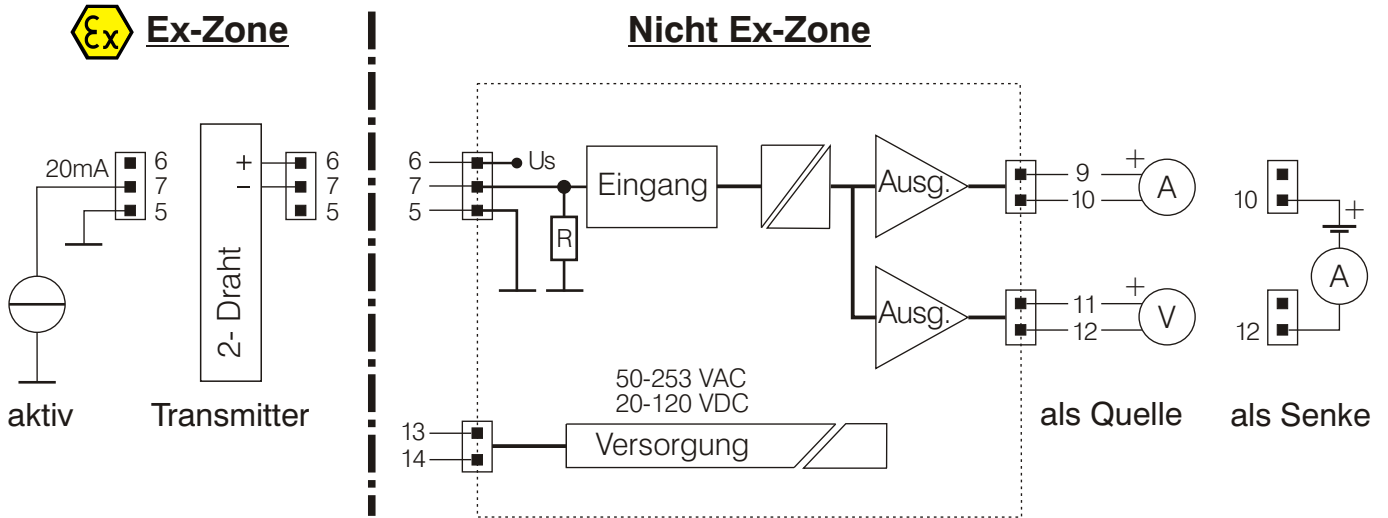 Ex Ex-Zone
Nicht Ex-Zone
20mA
6
7
5
2- Draht
+
−
6
7
5
aktiv
Transmitter
6
7
5
Us
R
Eingang
Ausg.
Ausg.
9
10
+
A
11
12
+
V
10
12
+
A
50-253 VAC
20-120 VDC
13
14
Versorgung
als Quelle
als Senke